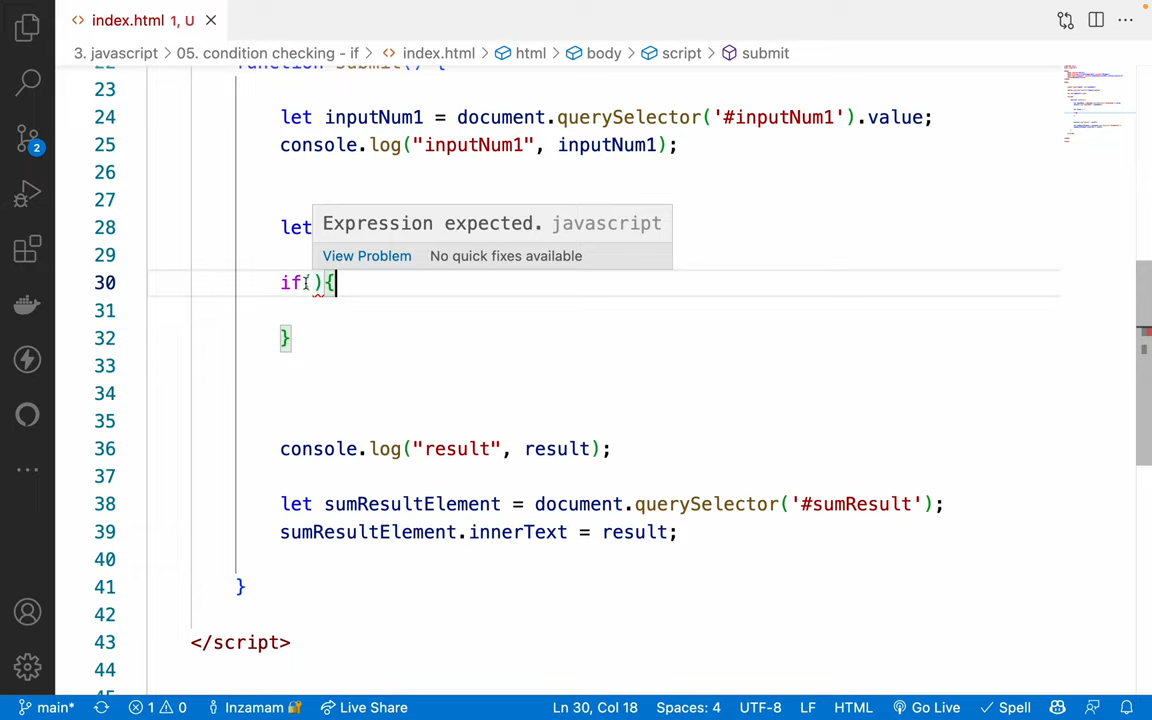 index.html 1, U
3. javascript > 05. condition checking - if > index.html > html > body > script > submit
23
24 let inputNum1 = document.querySelector('#inputNum1').value;
25 console.log("inputNum1", inputNum1);
26
27
28 let
Expression expected. javascript
View Problem No quick fixes available
29
30 if(){
31
32 }
33
34
35
36 console.log("result", result);
37
38 let sumResultElement = document.querySelector('#sumResult');
39 sumResultElement.innerText = result;
40
41 }
42
43 </script>
44
2
main* 1 0 Inzamam Live Share Ln 30, Col 18 Spaces: 4 UTF-8 LF HTML Go Live Spell